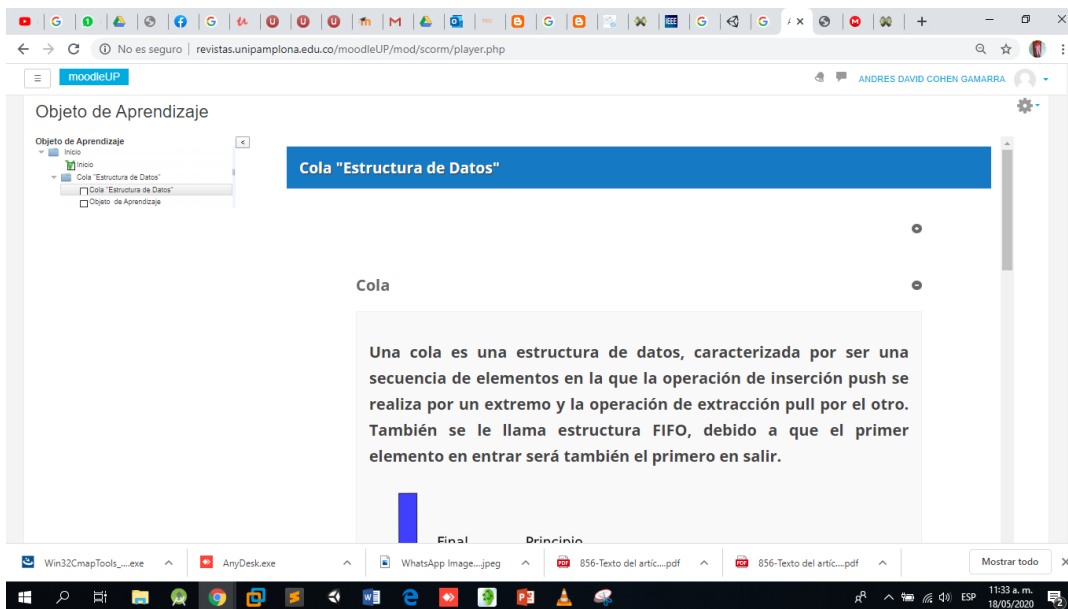 No es seguro | revistas.unipamplona.edu.co/moodleUP/mod/scorm/player.php
moodleUP
ANDRES DAVID COHEN GAMARRA
Objeto de Aprendizaje
Objeto de Aprendizaje
Inicio
Inicio
Cola "Estructura de Datos"
Cola "Estructura de Datos"
Objeto de Aprendizaje
Cola "Estructura de Datos"
Cola
Una cola es una estructura de datos, caracterizada por ser una
secuencia de elementos en la que la operación de inserción push se
realiza por un extremo y la operación de extracción pull por el otro.
También se le llama estructura FIFO, debido a que el primer
elemento en entrar será también el primero en salir.
Final Principio
Win32CmapTools_....exe AnyDesk.exe WhatsApp Image....jpeg 856-Texto del artíc....pdf 856-Texto del artíc....pdf Mostrar todo
ESP 11:33 a. m.
18/05/2020